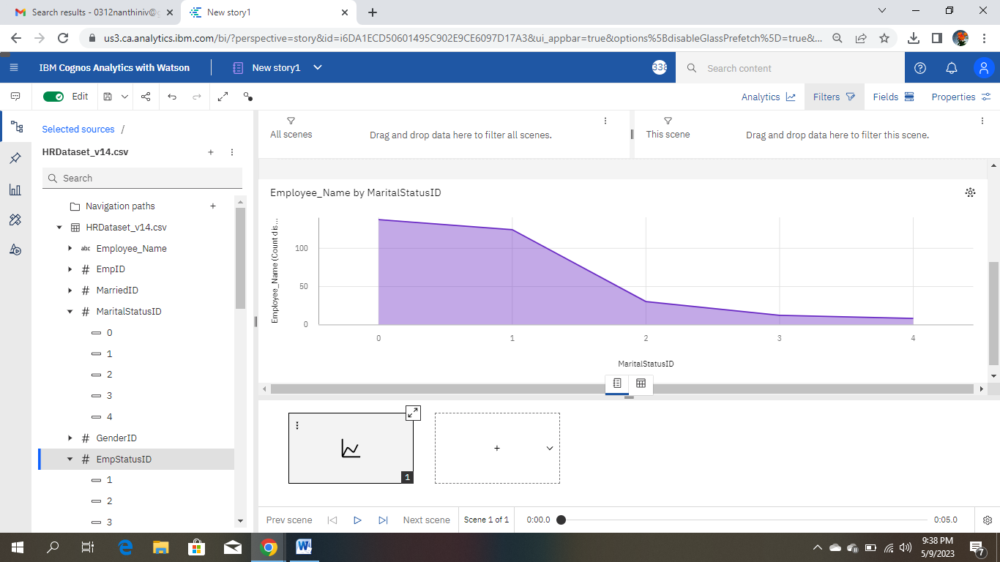 Search results - 0312nanthiniv@g
New story1
us3.ca.analytics.ibm.com/bi/?perspective=story&id=i6DA1ECD50601495C902E9CE6097D17A3&ui_appbar=true&options%5BdisableGlassPrefetch%5D=true&...
IBM Cognos Analytics with Watson
New story1
338
Search content
Edit
Analytics
Filters
Fields
Properties
Selected sources /
HRDataset_v14.csv
Search
Navigation paths
HRDataset_v14.csv
abc Employee_Name
# EmpID
# MarriedID
# MaritalStatusID
0
1
2
3
4
# GenderID
# EmpStatusID
1
2
3
All scenes
Drag and drop data here to filter all scenes.
This scene
Drag and drop data here to filter this scene.
Employee_Name by MaritalStatusID
Employee_Name (Count dis...
100
50
0
0 1 2 3 4
MaritalStatusID
1
+
Prev scene
Next scene
Scene 1 of 1
0:00.0
0:05.0
9:38 PM
5/9/2023
7